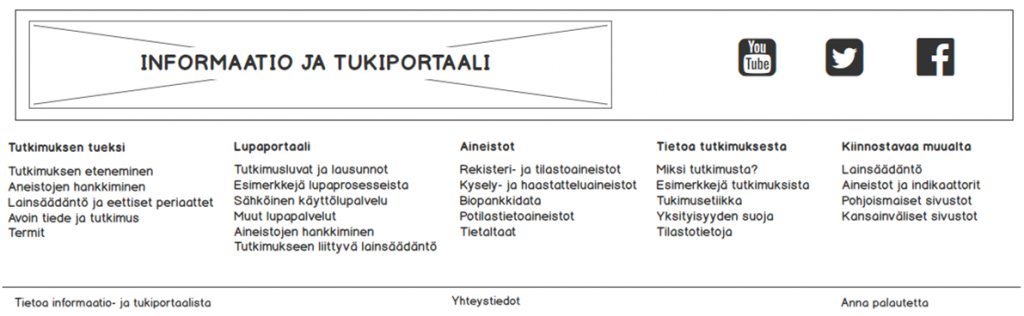 INFORMAATIO JA TUKIPORTAALI
You Tube
Tutkimuksen tueksi
Tutkimuksen eteneminen
Aneistojen hankkiminen
Lainsäädäntö ja eettiset periaattet
Avoin tiede ja tutkimus
Termit
Lupaportaali
Tutkimusluvat ja lausunnot
Esimerkejä lupaprosesseista
Sähköinen käyttölupalvelu
Muut lupapalvelut
Aineistojen hankkiminen
Tutkimukseen liittyvä lainsäädäntö
Aineistot
Rekisteri- ja tilastoaineistot
Kysely- ja haastatteluaineistot
Biopankkidata
Potilastietoaineistot
Tietaltaat
Tietoa tutkimuksesta
Miksi tutkimusta?
Esimerkejä tutkimuksista
Tukimusetiikka
Yksityisyyden suoja
Tilastotietoja
Kiinnostavaa muualta
Lainsäädäntö
Aineistot ja indikaattorit
Pohjoismaiset sivustot
Kansainväliset sivustot
Tietoa informaatio- ja tukiportaalista
Yhteystiedot
Anna palautetta